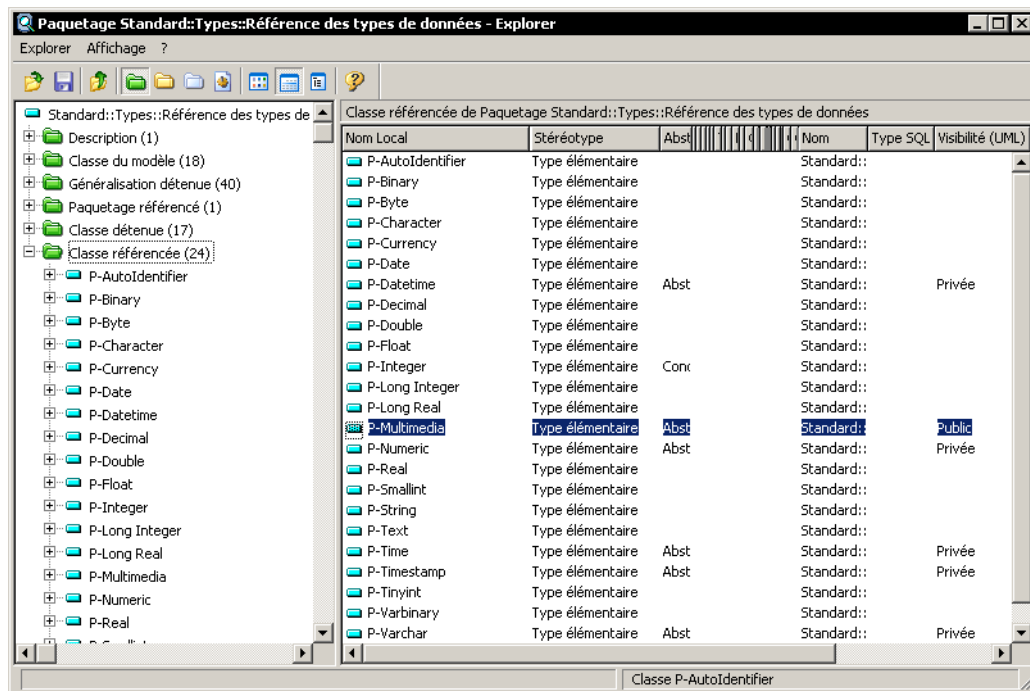 Paquetage Standard::Types::Référence des types de données - Explorer
Explorer Affichage ?
Standard::Types::Référence des types de
Description (1)
Classe du modèle (18)
Généralisation détenue (40)
Paquetage référencé (1)
Classe détenue (17)
Classe référencée (24)
P-AutoIdentifier
P-Binary
P-Byte
P-Character
P-Currency
P-Date
P-Datetime
P-Decimal
P-Double
P-Float
P-Integer
P-Long Integer
P-Long Real
P-Multimedia
P-Numeric
P-Real
Classe référencée de Paquetage Standard::Types::Référence des types de données
Nom Local Stéréotype Abst Nom Type SQL Visibilité (UML)
P-AutoIdentifier Type élémentaire Standard::
P-Binary Type élémentaire Standard::
P-Byte Type élémentaire Standard::
P-Character Type élémentaire Standard::
P-Currency Type élémentaire Standard::
P-Date Type élémentaire Standard::
P-Datetime Type élémentaire Abst Standard:: Privée
P-Decimal Type élémentaire Standard::
P-Double Type élémentaire Standard::
P-Float Type élémentaire Standard::
P-Integer Type élémentaire Conc Standard::
P-Long Integer Type élémentaire Standard::
P-Long Real Type élémentaire Standard::
P-Multimedia Type élémentaire Abst Standard:: Public
P-Numeric Type élémentaire Abst Standard:: Privée
P-Real Type élémentaire Standard::
P-Smallint Type élémentaire Standard::
P-String Type élémentaire Standard::
P-Text Type élémentaire Standard::
P-Time Type élémentaire Abst Standard:: Privée
P-Timestamp Type élémentaire Abst Standard:: Privée
P-Tinyint Type élémentaire Standard::
P-Varbinary Type élémentaire Standard::
P-Varchar Type élémentaire Abst Standard:: Privée
Classe P-AutoIdentifier